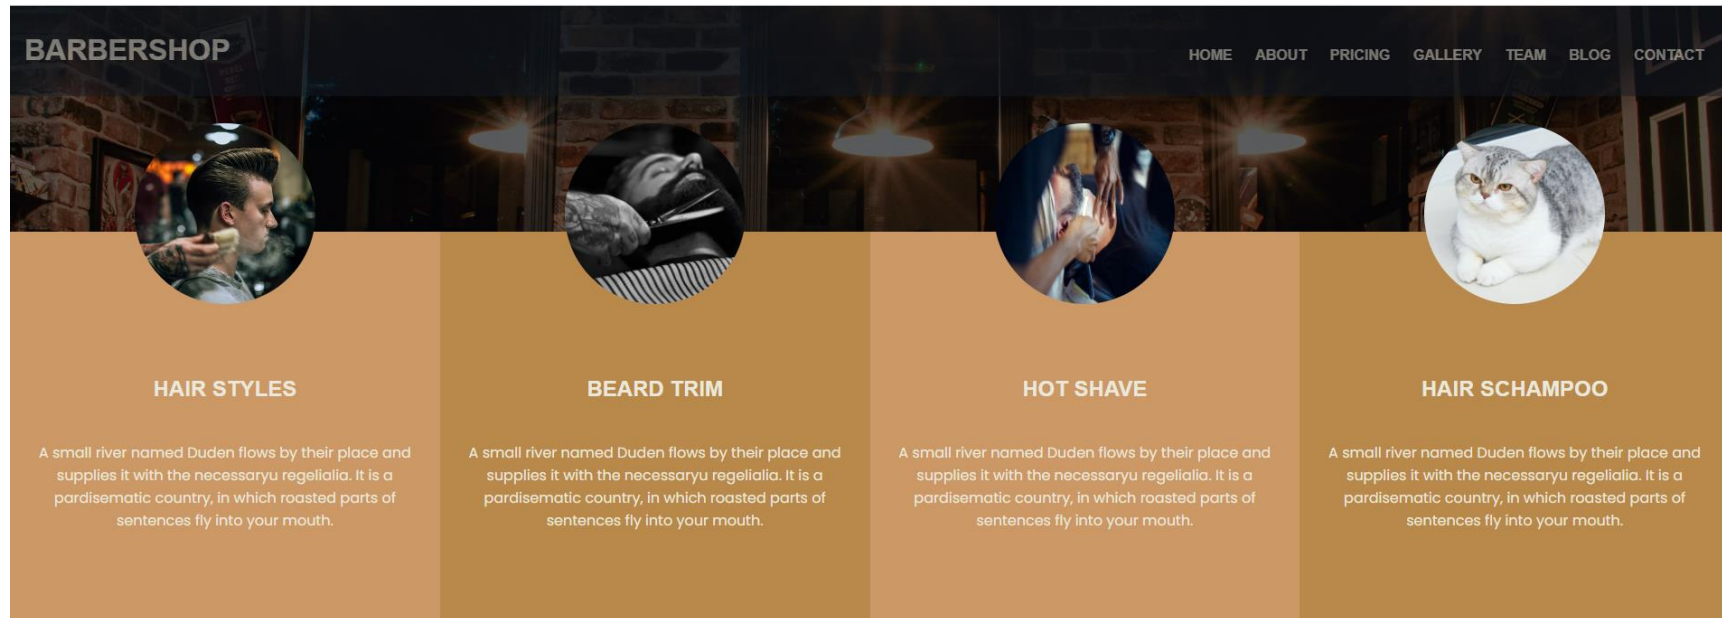 BARBERSHOP
HOME ABOUT PRICING GALLERY TEAM BLOG CONTACT
HAIR STYLES
A small river named Duden flows by their place and
supplies it with the necessaryu regelialia. It is a
pardisematic country, in which roasted parts of
sentences fly into your mouth.
BEARD TRIM
A small river named Duden flows by their place and
supplies it with the necessaryu regelialia. It is a
pardisematic country, in which roasted parts of
sentences fly into your mouth.
HOT SHAVE
A small river named Duden flows by their place and
supplies it with the necessaryu regelialia. It is a
pardisematic country, in which roasted parts of
sentences fly into your mouth.
HAIR SCHAMPOO
A small river named Duden flows by their place and
supplies it with the necessaryu regelialia. It is a
pardisematic country, in which roasted parts of
sentences fly into your mouth.